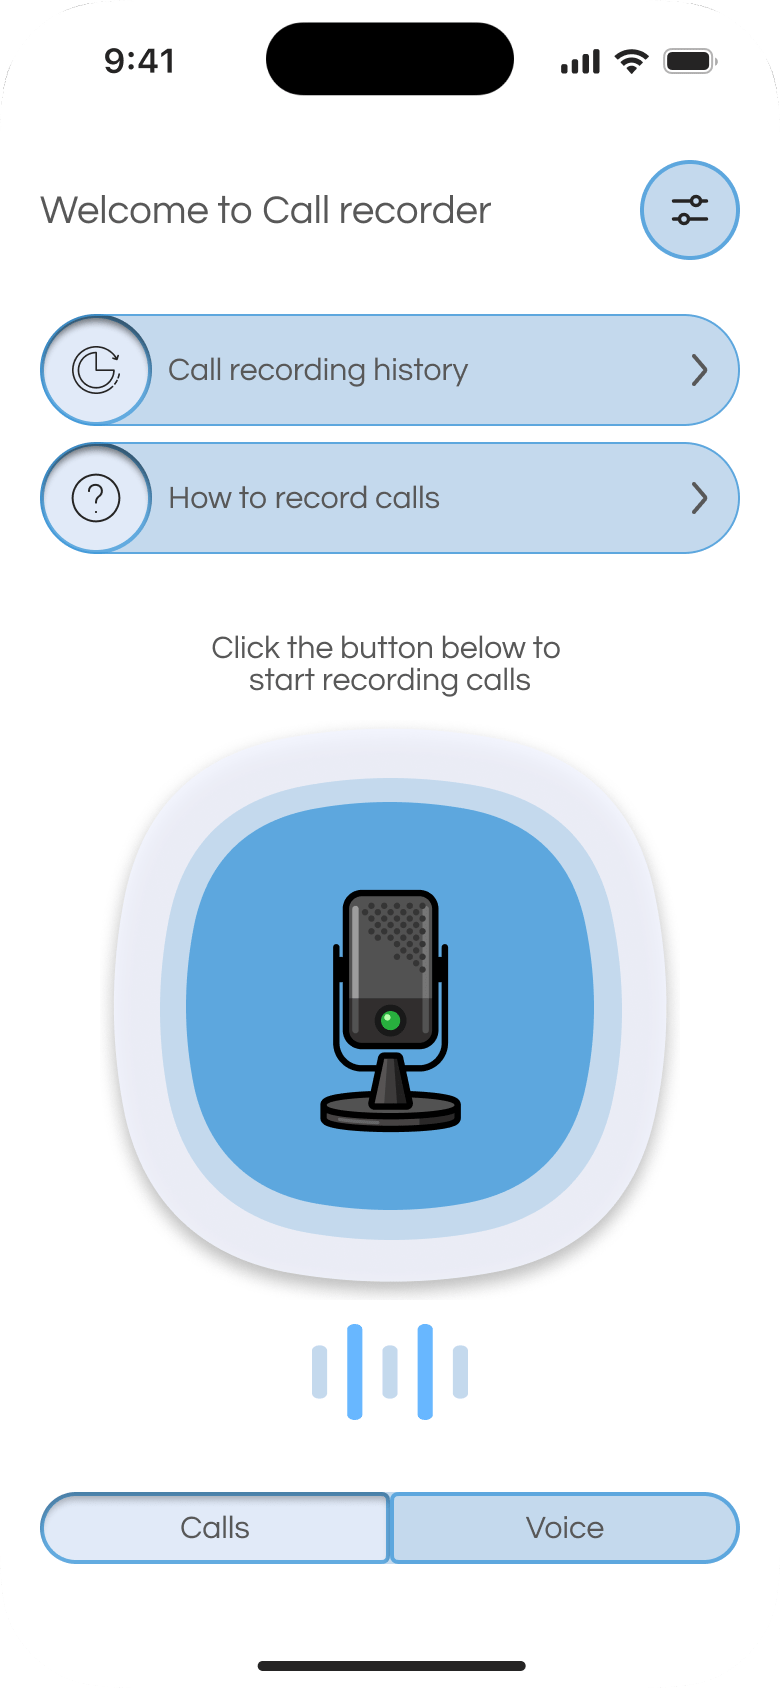 9:41
Welcome to Call recorder
Call recording history
How to record calls
Click the button below to
start recording calls
Calls
Voice